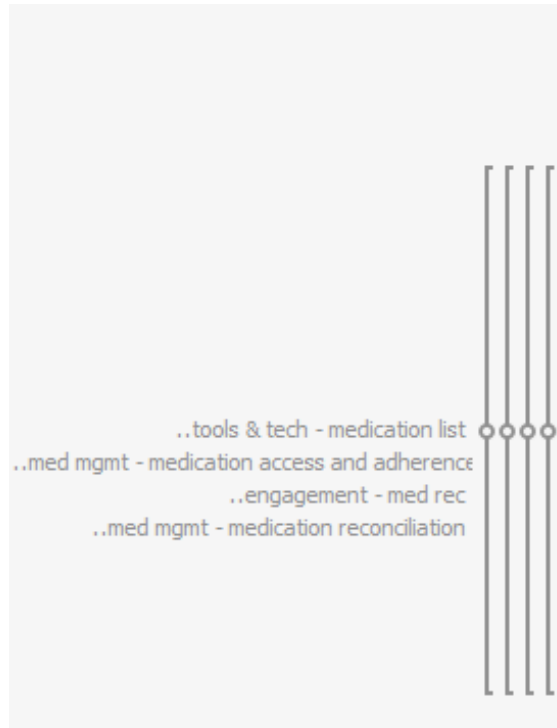 ..tools & tech - medication list
..med mgmt - medication access and adherence
..engagement - med rec
..med mgmt - medication reconciliation